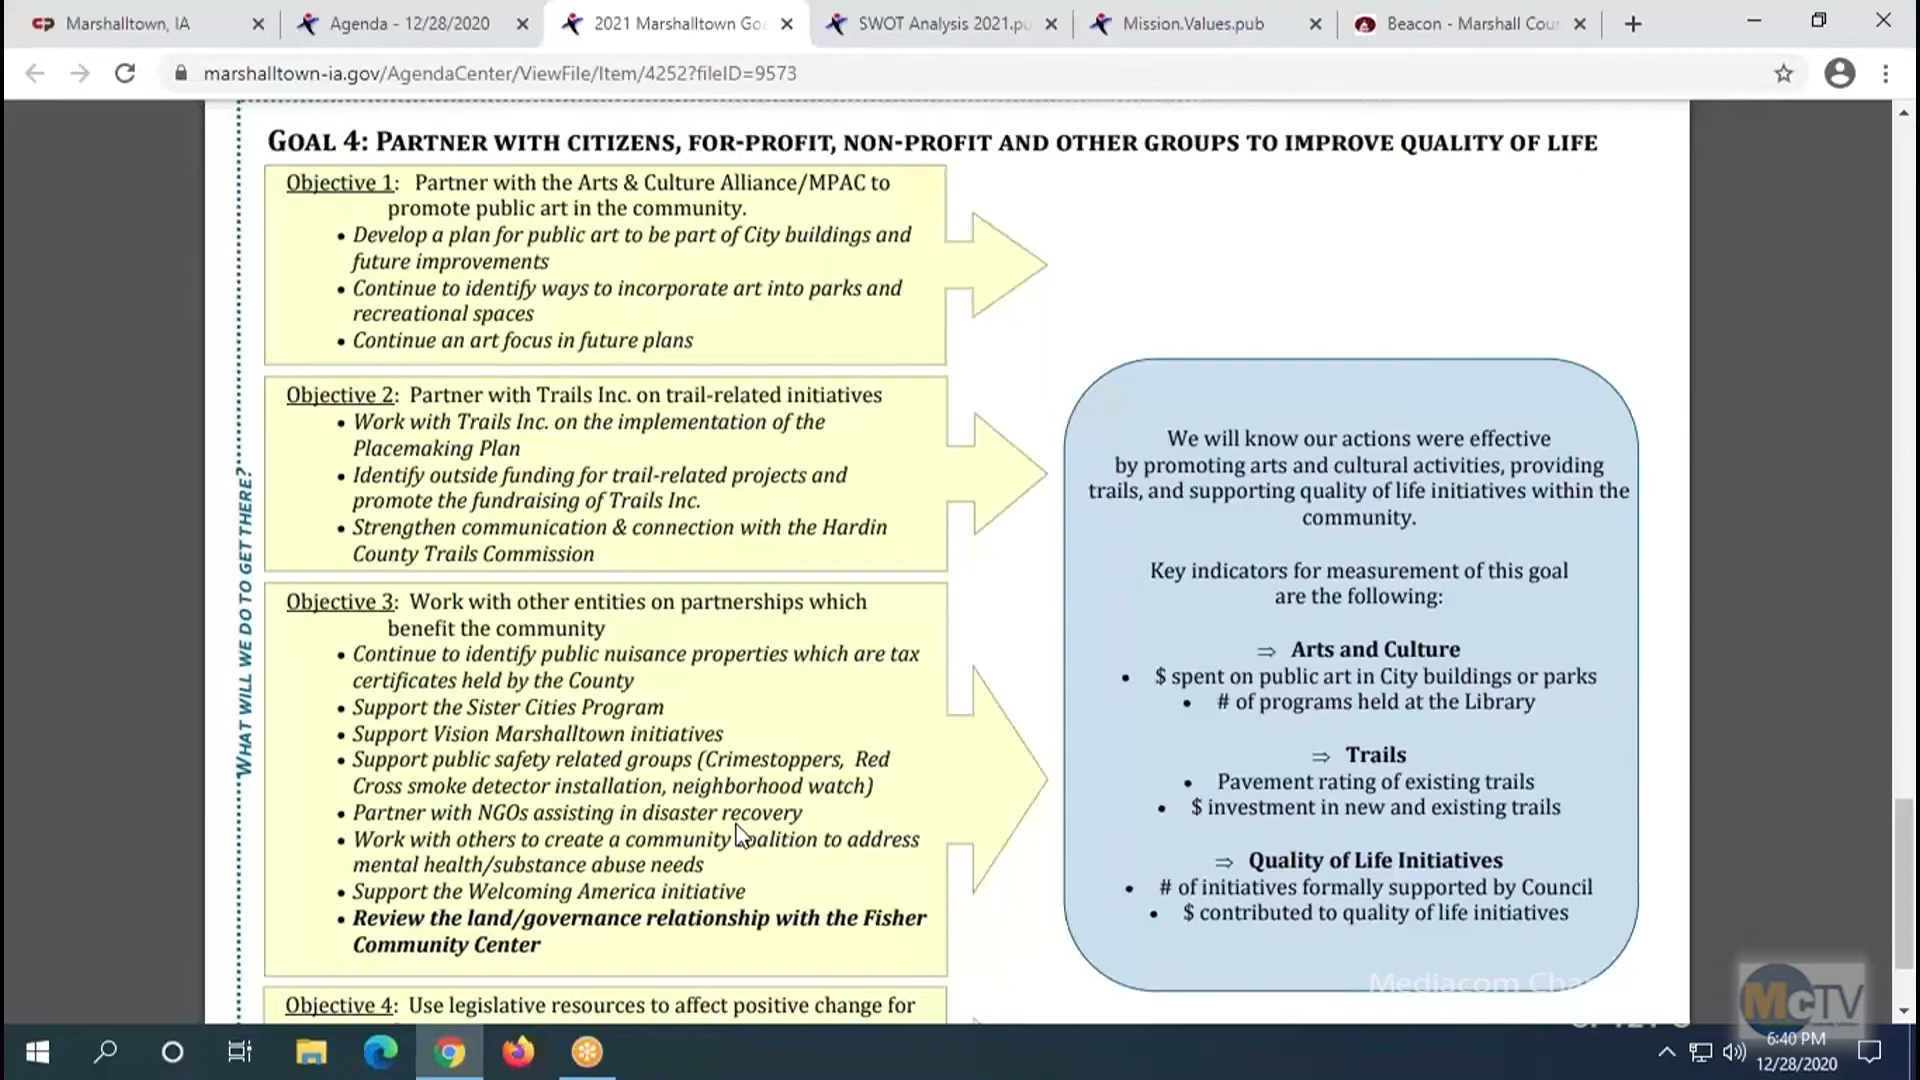 Marshalltown, IA
Agenda - 12/28/2020
2021 Marshalltown Go
SWOT Analysis 2021.pu
Mission.Values.pub
Beacon - Marshall Cou
marshalltown-ia.gov/AgendaCenter/ViewFile/Item/4252?fileID=9573
GOAL 4: PARTNER WITH CITIZENS, FOR-PROFIT, NON-PROFIT AND OTHER GROUPS TO IMPROVE QUALITY OF LIFE
WHAT WILL WE DO TO GET THERE?
Objective 1: Partner with the Arts & Culture Alliance/MPAC to
promote public art in the community.
• Develop a plan for public art to be part of City buildings and
future improvements
• Continue to identify ways to incorporate art into parks and
recreational spaces
• Continue an art focus in future plans
Objective 2: Partner with Trails Inc. on trail-related initiatives
• Work with Trails Inc. on the implementation of the
Placemaking Plan
• Identify outside funding for trail-related projects and
promote the fundraising of Trails Inc.
• Strengthen communication & connection with the Hardin
County Trails Commission
Objective 3: Work with other entities on partnerships which
benefit the community
• Continue to identify public nuisance properties which are tax
certificates held by the County
• Support the Sister Cities Program
• Support Vision Marshalltown initiatives
• Support public safety related groups (Crimestoppers, Red
Cross smoke detector installation, neighborhood watch)
• Partner with NGOs assisting in disaster recovery
• Work with others to create a community coalition to address
mental health/substance abuse needs
• Support the Welcoming America initiative
• Review the land/governance relationship with the Fisher
Community Center
Objective 4: Use legislative resources to affect positive change for
We will know our actions were effective
by promoting arts and cultural activities, providing
trails, and supporting quality of life initiatives within the
community.
Key indicators for measurement of this goal
are the following:
⇒ Arts and Culture
• $ spent on public art in City buildings or parks
• # of programs held at the Library
⇒ Trails
• Pavement rating of existing trails
• $ investment in new and existing trails
⇒ Quality of Life Initiatives
• # of initiatives formally supported by Council
• $ contributed to quality of life initiatives
Mediacom
McTV
6:40 PM
12/28/2020